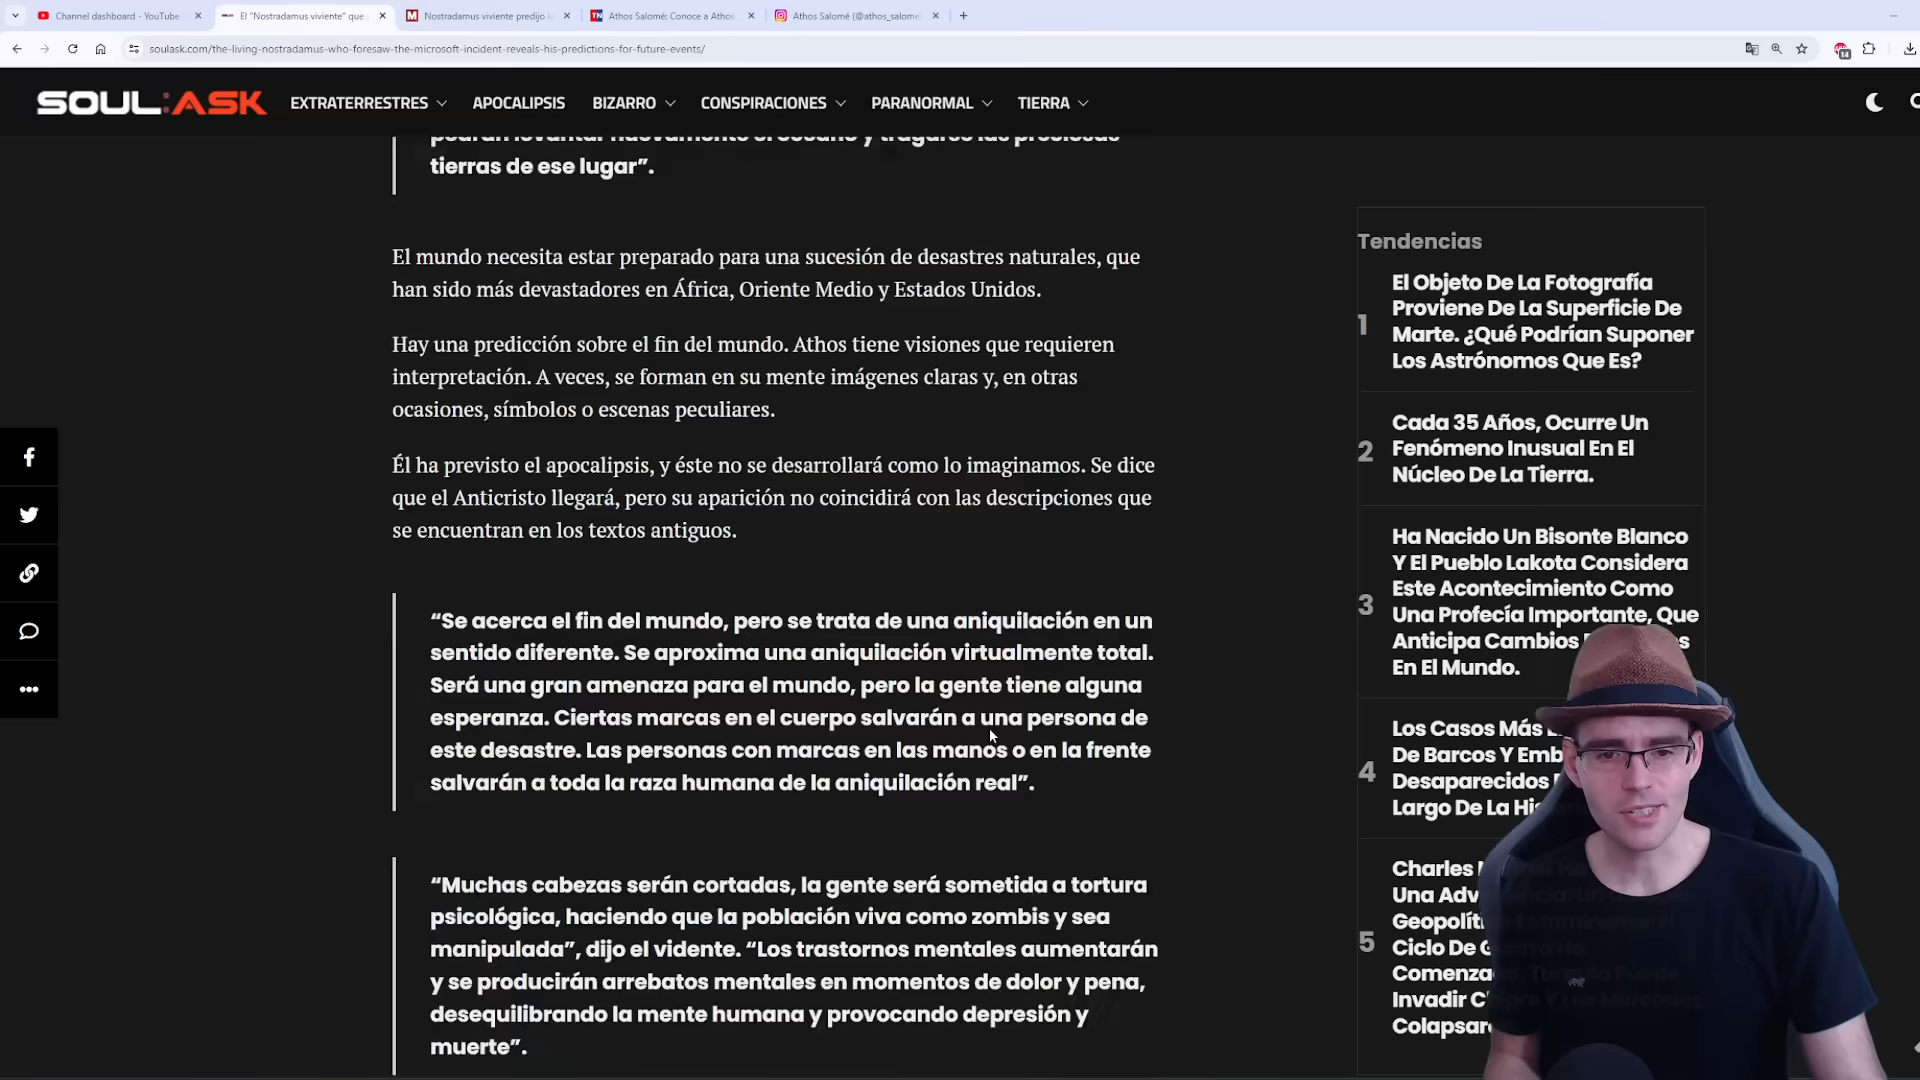 Channel dashboard - YouTube
El "Nostradamus viviente" que
Nostradamus viviente predijo
Athos Salomé: Conoce a Athos
Athos Salomé (@athos_salome
soulask.com/the-living-nostradamus-who-foresaw-the-microsoft-incident-reveals-his-predictions-for-future-events/
14
SOUL:ASK
EXTRATERRESTRES
APOCALIPSIS
BIZARRO
CONSPIRACIONES
PARANORMAL
TIERRA
podrán levantar nuevamente el océano y tragarse las preciosas
tierras de ese lugar”.
El mundo necesita estar preparado para una sucesión de desastres naturales, que
han sido más devastadores en África, Oriente Medio y Estados Unidos.
Hay una predicción sobre el fin del mundo. Athos tiene visiones que requieren
interpretación. A veces, se forman en su mente imágenes claras y, en otras
ocasiones, símbolos o escenas peculiares.
Él ha previsto el apocalipsis, y éste no se desarrollará como lo imaginamos. Se dice
que el Anticristo llegará, pero su aparición no coincidirá con las descripciones que
se encuentran en los textos antiguos.
“Se acerca el fin del mundo, pero se trata de una aniquilación en un
sentido diferente. Se aproxima una aniquilación virtualmente total.
Será una gran amenaza para el mundo, pero la gente tiene alguna
esperanza. Ciertas marcas en el cuerpo salvarán a una persona de
este desastre. Las personas con marcas en las manos o en la frente
salvarán a toda la raza humana de la aniquilación real”.
“Muchas cabezas serán cortadas, la gente será sometida a tortura
psicológica, haciendo que la población viva como zombis y sea
manipulada”, dijo el vidente. “Los trastornos mentales aumentarán
y se producirán arrebatos mentales en momentos de dolor y pena,
desequilibrando la mente humana y provocando depresión y
muerte”.
Tendencias
1
El Objeto De La Fotografía
Proviene De La Superficie De
Marte. ¿Qué Podrían Suponer
Los Astrónomos Que Es?
2
Cada 35 Años, Ocurre Un
Fenómeno Inusual En El
Núcleo De La Tierra.
3
Ha Nacido Un Bisonte Blanco
Y El Pueblo Lakota Considera
Este Acontecimiento Como
Una Profecía Importante, Que
Anticipa Cambios
En El Mundo.
4
Los Casos Más
De Barcos Y Emb
Desaparecidos
Largo De La His
5
Charles
Una Adv
Geopolíti
Ciclo De
Comenza
Invadir
Colapsar